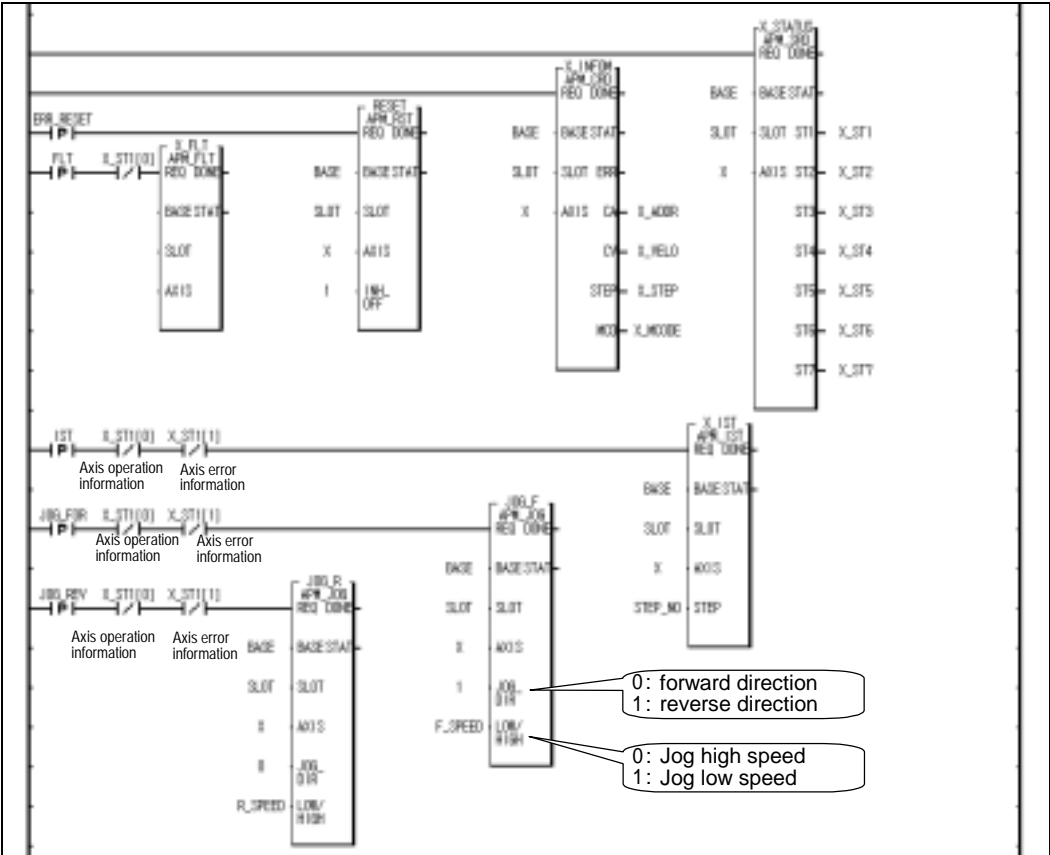 X_STATUS
APM_SRD
REQ DONE
BASE BASE STAT
SLOT SLOT ST1 X_ST1
X AXIS ST2 X_ST2
ST3 X_ST3
ST4 X_ST4
ST5 X_ST5
ST6 X_ST6
ST7 X_ST7
X_INFOM
APM_CRD
REQ DONE
BASE BASE STAT
SLOT SLOT ERR
X AXIS CA X_ADDR
CV X_VELO
STEP X_STEP
MCD X_MCODE
ERR_RESET
P
RESET
APM_RST
REQ DONE
BASE BASE STAT
SLOT SLOT
X AXIS
1 INH_
OFF
FLT X_ST1[0]
P
X_FLT
APM_FLT
REQ DONE
BASE STAT
SLOT
AXIS
IST X_ST1[0] X_ST1[1]
P
Axis operation
information
Axis error
information
X_IST
APM_IST
REQ DONE
BASE BASE STAT
SLOT SLOT
X AXIS
STEP_NO STEP
JOG_FOR X_ST1[0] X_ST1[1]
P
Axis operation
information
Axis error
information
JOG_F
APM_JOG
REQ DONE
BASE BASE STAT
SLOT SLOT
X AXIS
1 JOG_
DIR
F_SPEED LOW/
HIGH
0: forward direction
1: reverse direction
0: Jog high speed
1: Jog low speed
JOG_REV X_ST1[0] X_ST1[1]
P
Axis operation
information
Axis error
information
JOG_R
APM_JOG
REQ DONE
BASE BASE STAT
SLOT SLOT
X AXIS
0 JOG_
DIR
R_SPEED LOW/
HIGH